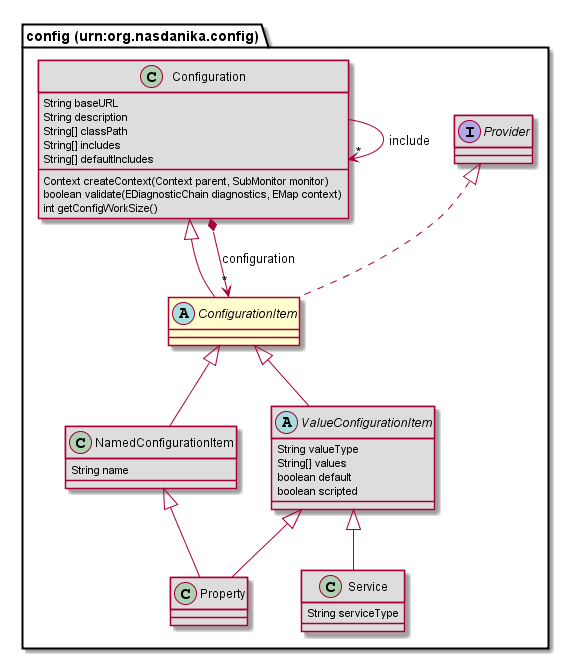 config (urn:org.nasdanika.config)
C Configuration
String baseURL
String description
String[] classPath
String[] includes
String[] defaultIncludes
Context createContext(Context parent, SubMonitor monitor)
boolean validate(EDiagnosticChain diagnostics, EMap context)
int getConfigWorkSize()
*
include
I Provider
configuration
*
A ConfigurationItem
C NamedConfigurationItem
String name
A ValueConfigurationItem
String valueType
String[] values
boolean default
boolean scripted
C Property
C Service
String serviceType